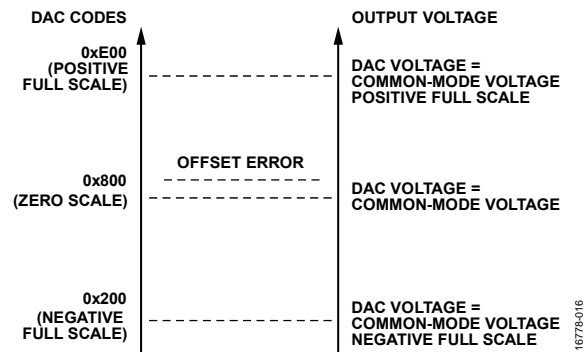 DAC CODES
OUTPUT VOLTAGE
0xE00
(POSITIVE
FULL SCALE)
DAC VOLTAGE =
COMMON-MODE VOLTAGE
POSITIVE FULL SCALE
OFFSET ERROR
0x800
(ZERO SCALE)
DAC VOLTAGE =
COMMON-MODE VOLTAGE
0x200
(NEGATIVE
FULL SCALE)
DAC VOLTAGE =
COMMON-MODE VOLTAGE
NEGATIVE FULL SCALE
16778-016